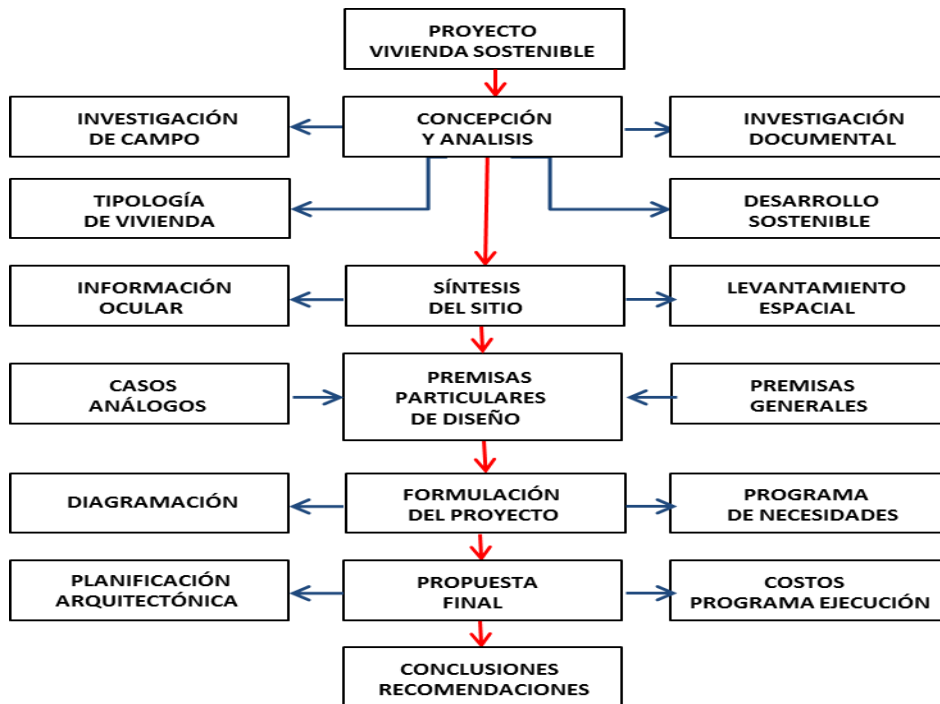 PROYECTO
VIVIENDA SOSTENIBLE
INVESTIGACIÓN
DE CAMPO
CONCEPCIÓN
Y ANALISIS
INVESTIGACIÓN
DOCUMENTAL
TIPOLOGÍA
DE VIVIENDA
DESARROLLO
SOSTENIBLE
INFORMACIÓN
OCULAR
SÍNTESIS
DEL SITIO
LEVANTAMIENTO
ESPACIAL
CASOS
ANÁLOGOS
PREMISAS
PARTICULARES
DE DISEÑO
PREMISAS
GENERALES
DIAGRAMACIÓN
FORMULACIÓN
DEL PROYECTO
PROGRAMA
DE NECESIDADES
PLANIFICACIÓN
ARQUITECTÓNICA
PROPUESTA
FINAL
COSTOS
PROGRAMA EJECUCIÓN
CONCLUSIONES
RECOMENDACIONES